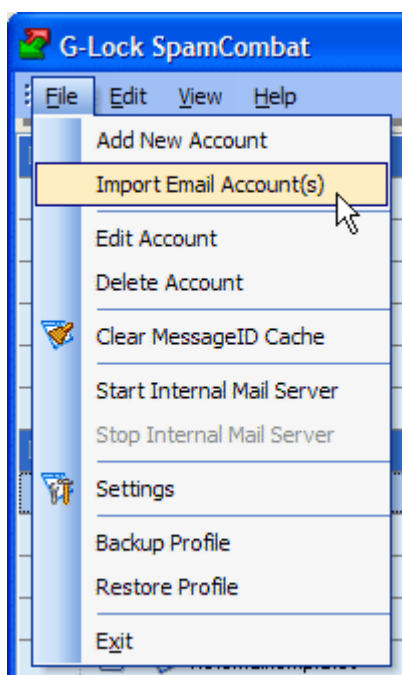 G-Lock SpamCombat
File Edit View Help
Add New Account
Import Email Account(s)
Edit Account
Delete Account
Clear MessageID Cache
Start Internal Mail Server
Stop Internal Mail Server
Settings
Backup Profile
Restore Profile
Exit